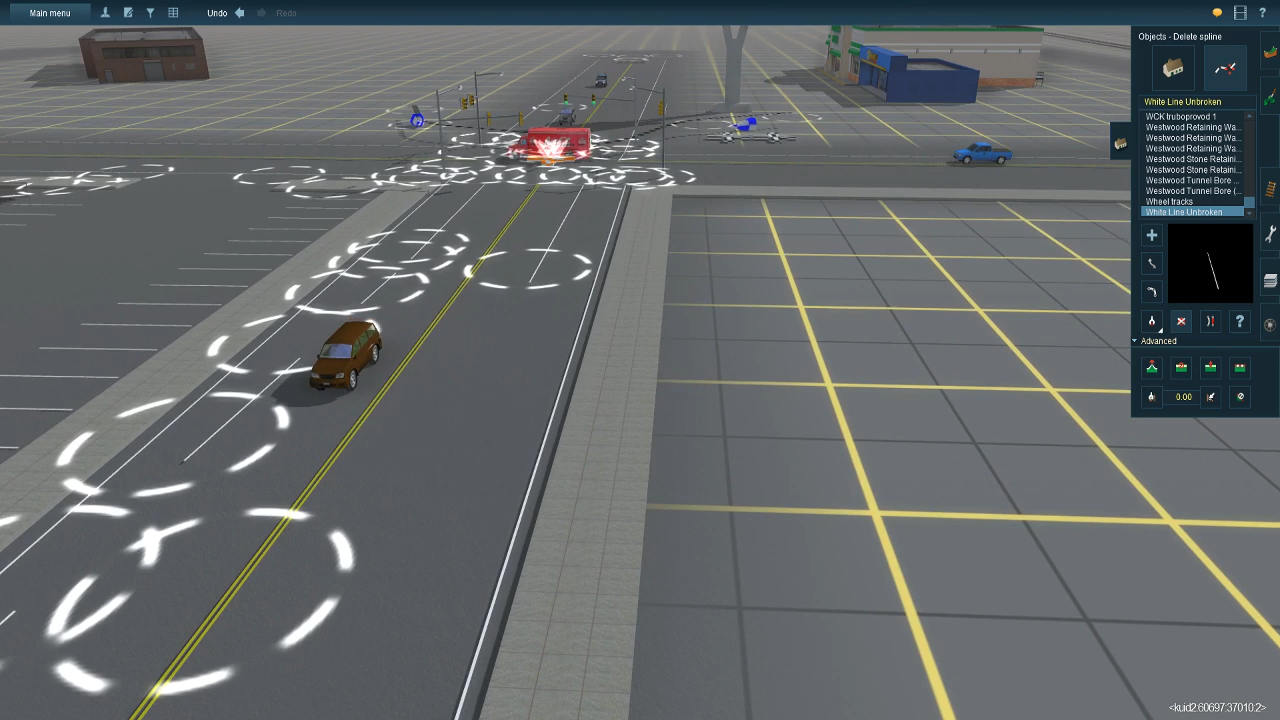 Main menu
Undo
Redo
Objects - Delete spline
White Line Unbroken
WCK truboprovod 1
Westwood Retaining Wa...
Westwood Retaining Wa...
Westwood Retaining Wa...
Westwood Stone Retaini...
Westwood Stone Retaini...
Westwood Tunnel Bore ...
Westwood Tunnel Bore (...
Wheel tracks
White Line Unbroken
?
Advanced
0.00
<kuid2:60697:37010:2>